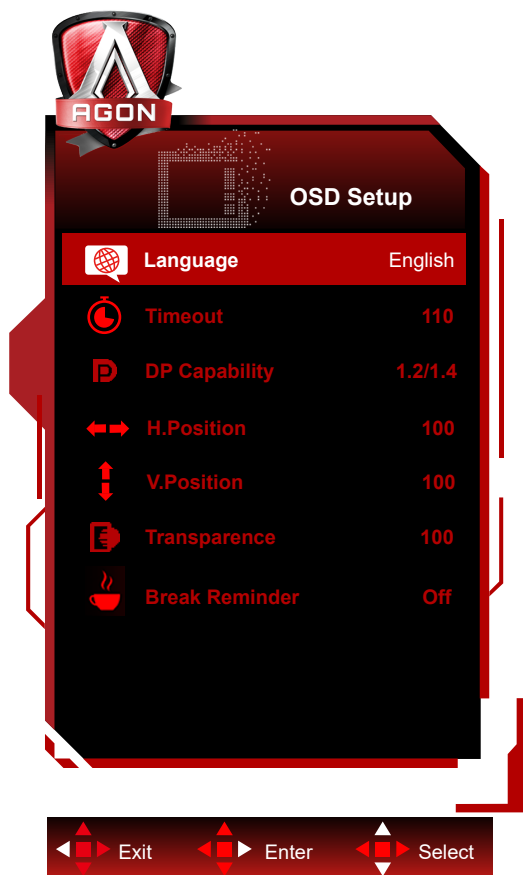 AGON
OSD Setup
Language English
Timeout 110
DP Capability 1.2/1.4
H.Position 100
V.Position 100
Transparence 100
Break Reminder Off
Exit Enter Select